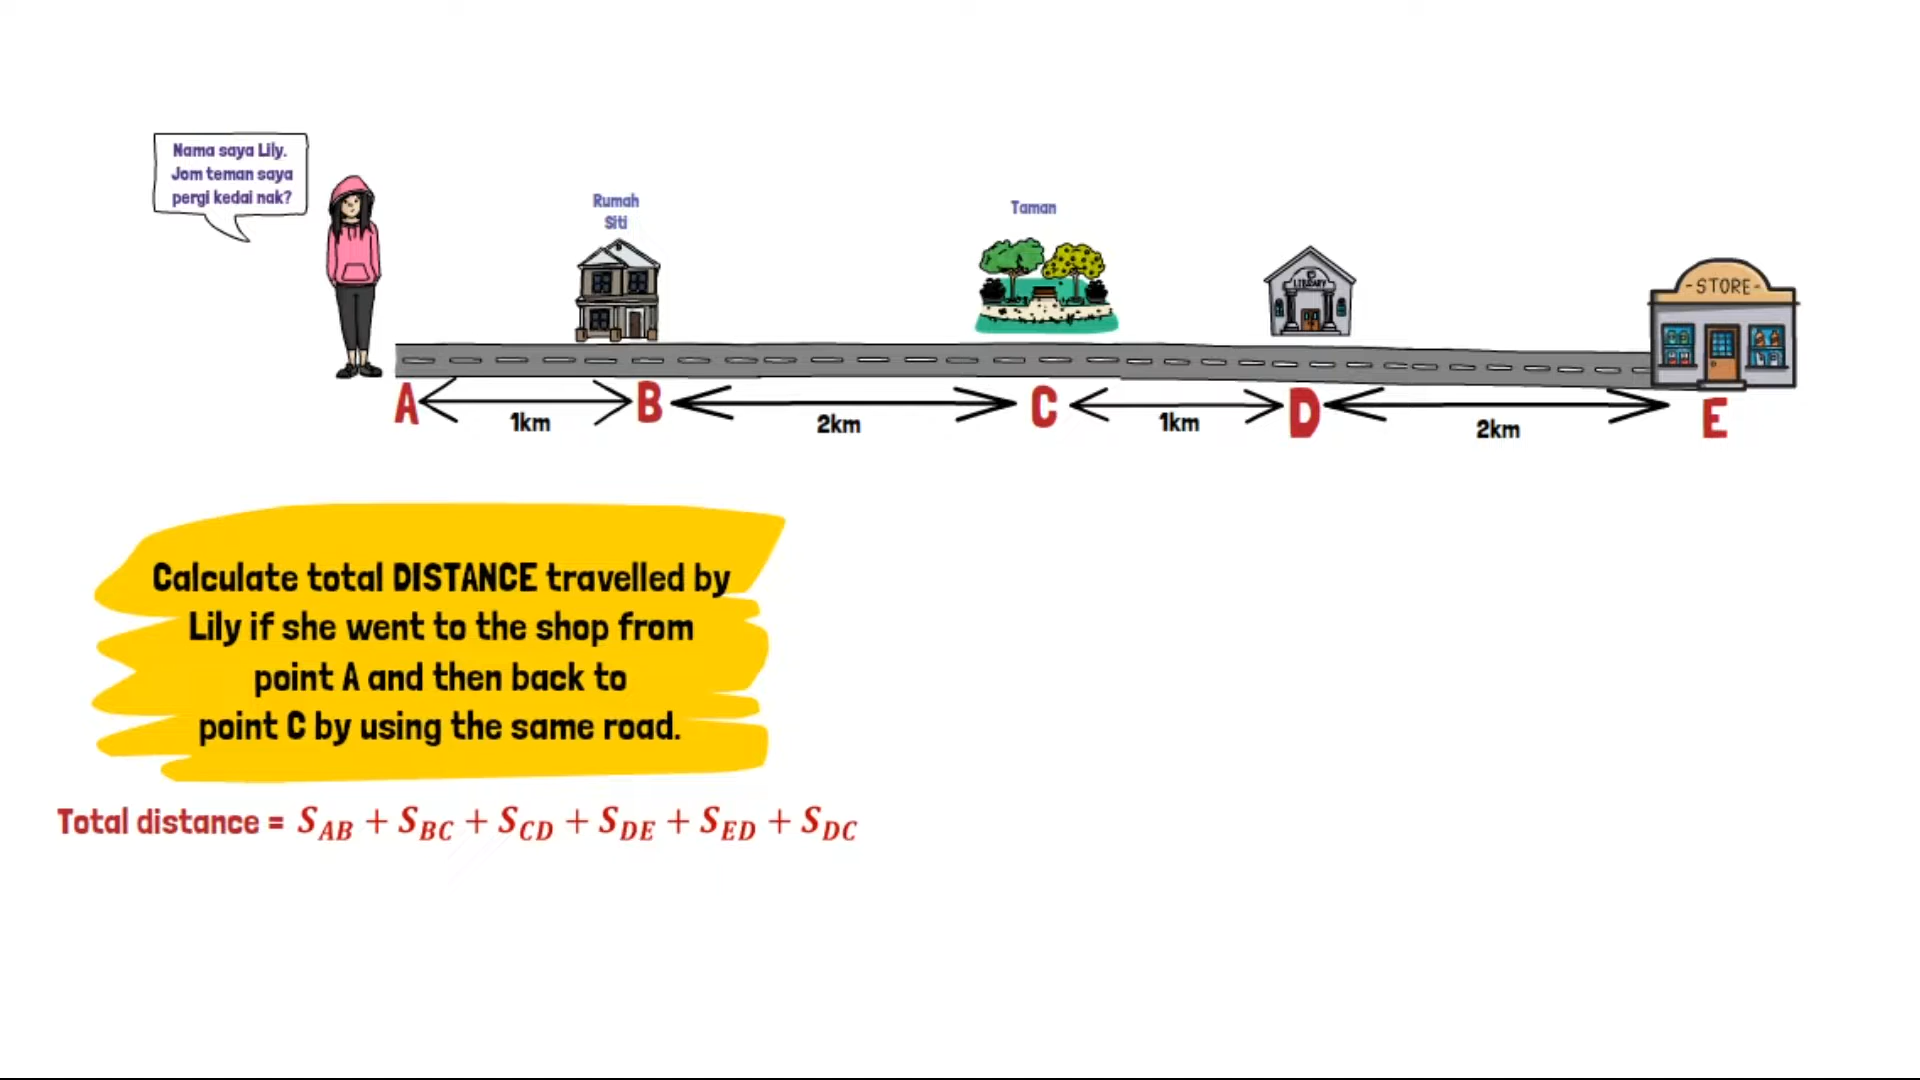 Nama saya Lily.
Jom teman saya
pergi kedai nak?
Rumah
Siti
Taman
LIBRARY
-STORE-
A
B
C
D
E
1km
2km
1km
2km
Calculate total DISTANCE travelled by
Lily if she went to the shop from
point A and then back to
point C by using the same road.
Total distance = S_AB + S_BC + S_CD + S_DE + S_ED + S_DC